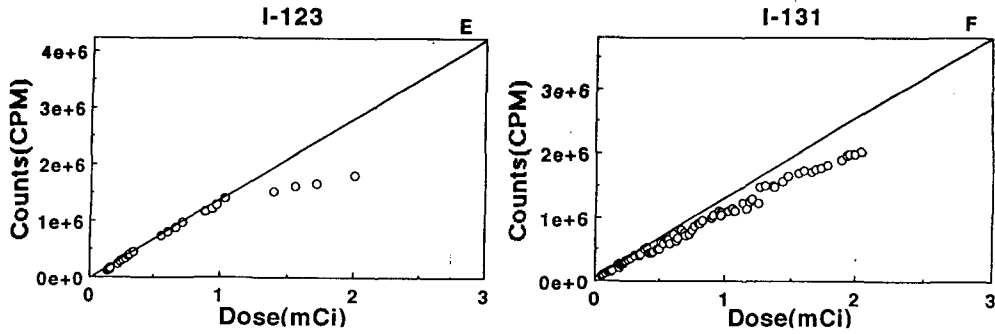 I-123
E
Counts(CPM)
4e+6
3e+6
2e+6
1e+6
0e+0
0 1 2 3
Dose(mCi)
I-131
F
Counts(CPM)
3e+6
2e+6
1e+6
0e+0
0 1 2 3
Dose(mCi)